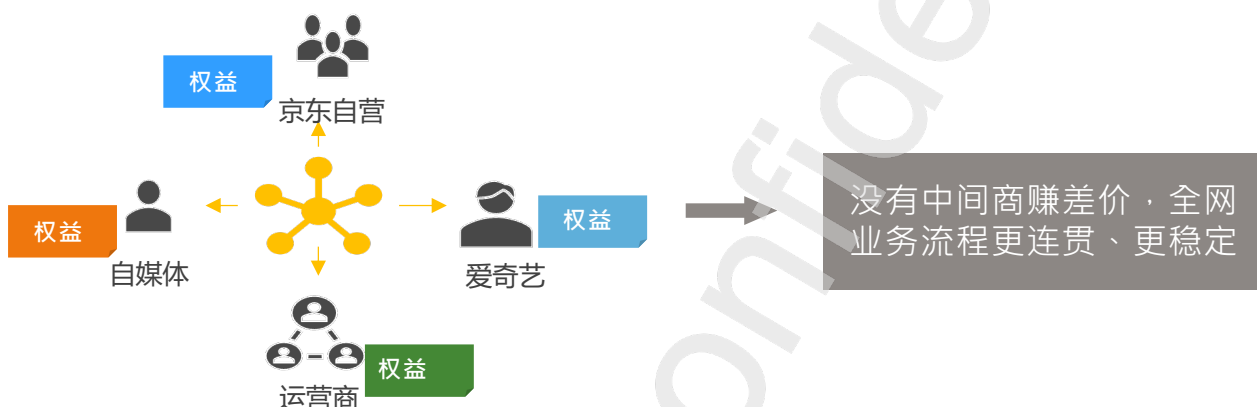 权益
京东自营
权益
自媒体
权益
爱奇艺
权益
运营商
没有中间商赚差价，全网
业务流程更连贯、更稳定
onfide